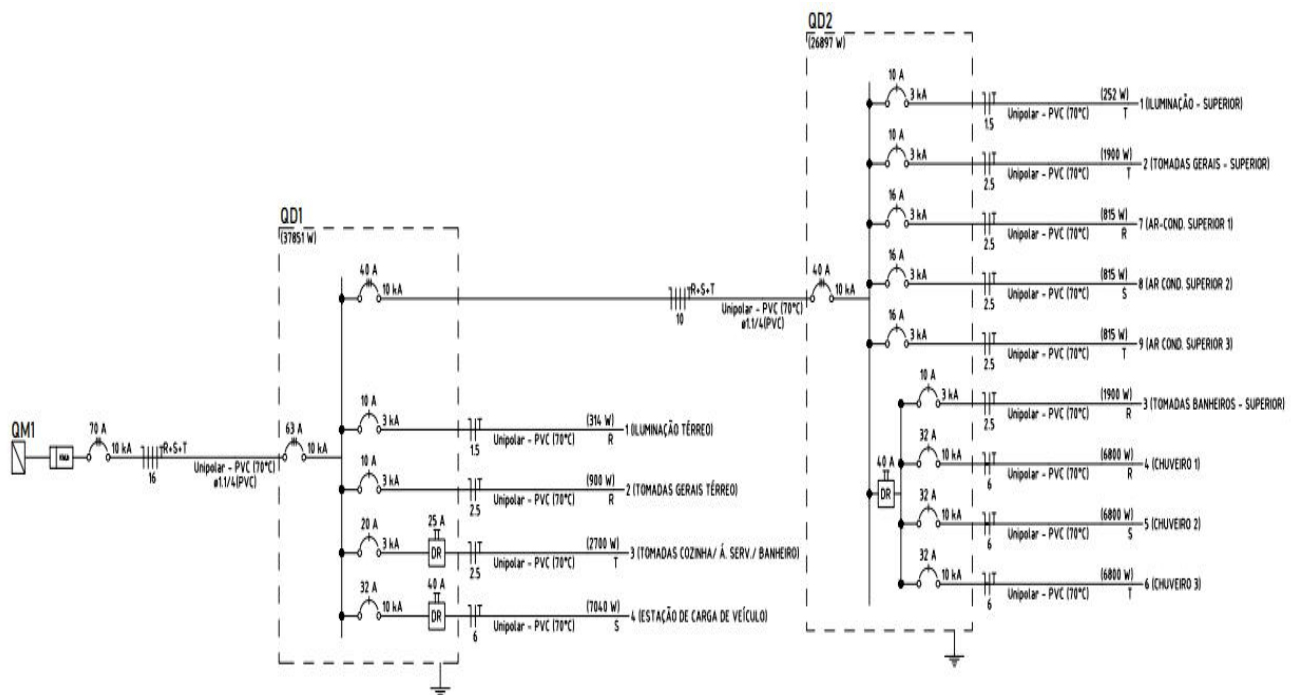 QM1
70 A
10 kA
R+S+T
16
Unipolar - PVC (70°C)
ø1.1/4(PVC)
QD1
(37851 W)
63 A
10 kA
40 A
10 kA
R+S+T
10
Unipolar - PVC (70°C)
ø1.1/4(PVC)
10 A
3 kA
T
1.5
Unipolar - PVC (70°C)
(314 W)
R
1 (ILUMINAÇÃO TÉRREO)
10 A
3 kA
T
2.5
Unipolar - PVC (70°C)
(900 W)
R
2 (TOMADAS GERAIS TÉRREO)
20 A
3 kA
25 A
DR
T
2.5
Unipolar - PVC (70°C)
(2700 W)
T
3 (TOMADAS COZINHA/ Á. SERV./ BANHEIRO)
32 A
10 kA
40 A
DR
T
6
Unipolar - PVC (70°C)
(7040 W)
S
4 (ESTAÇÃO DE CARGA DE VEÍCULO)
QD2
(26897 W)
40 A
10 kA
10 A
3 kA
T
1.5
Unipolar - PVC (70°C)
(252 W)
T
1 (ILUMINAÇÃO - SUPERIOR)
10 A
3 kA
T
2.5
Unipolar - PVC (70°C)
(1900 W)
T
2 (TOMADAS GERAIS - SUPERIOR)
16 A
3 kA
T
2.5
Unipolar - PVC (70°C)
(815 W)
R
7 (AR-COND. SUPERIOR 1)
16 A
3 kA
T
2.5
Unipolar - PVC (70°C)
(815 W)
S
8 (AR COND. SUPERIOR 2)
16 A
3 kA
T
2.5
Unipolar - PVC (70°C)
(815 W)
T
9 (AR COND. SUPERIOR 3)
40 A
DR
10 A
3 kA
T
2.5
Unipolar - PVC (70°C)
(1900 W)
R
3 (TOMADAS BANHEIROS - SUPERIOR)
32 A
10 kA
T
6
Unipolar - PVC (70°C)
(6800 W)
R
4 (CHUVEIRO 1)
32 A
10 kA
T
6
Unipolar - PVC (70°C)
(6800 W)
S
5 (CHUVEIRO 2)
32 A
10 kA
T
6
Unipolar - PVC (70°C)
(6800 W)
T
6 (CHUVEIRO 3)